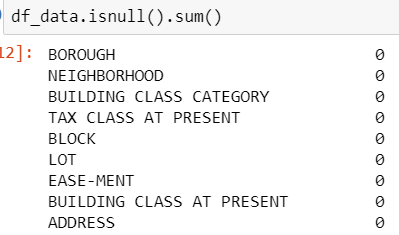 df_data.isnull().sum()
12]: BOROUGH 0
NEIGHBORHOOD 0
BUILDING CLASS CATEGORY 0
TAX CLASS AT PRESENT 0
BLOCK 0
LOT 0
EASE-MENT 0
BUILDING CLASS AT PRESENT 0
ADDRESS 0